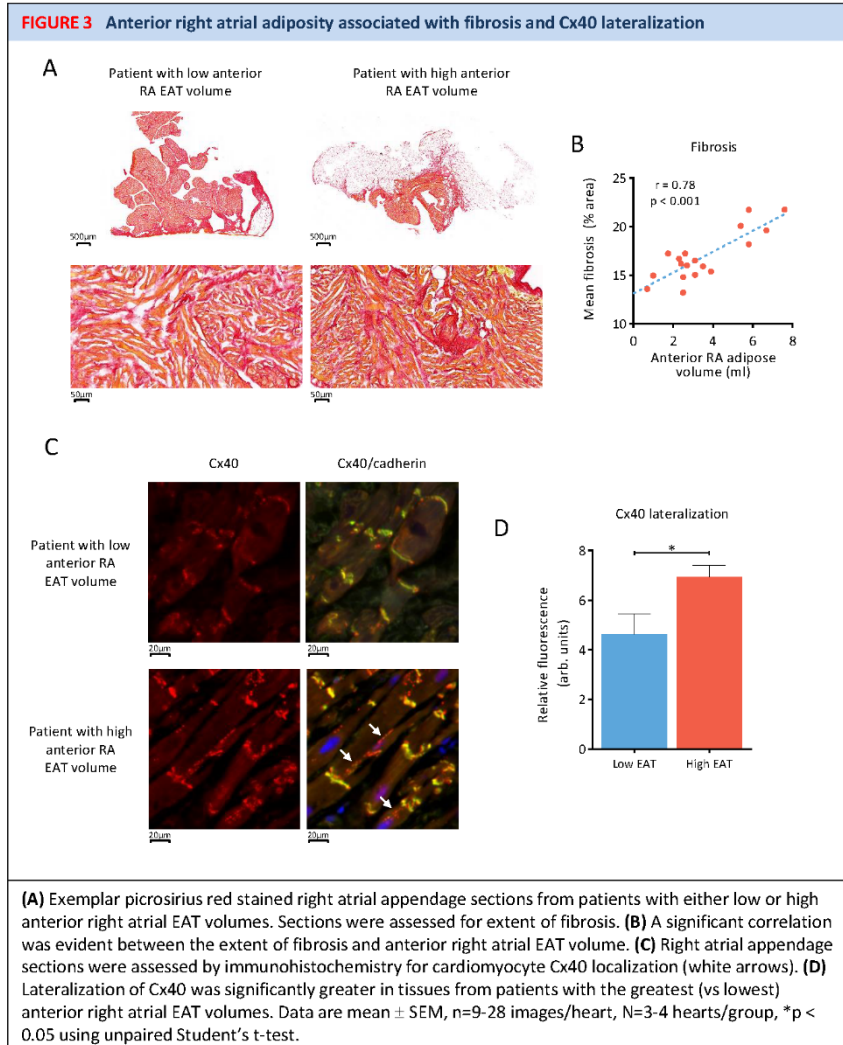 FIGURE 3 Anterior right atrial adiposity associated with fibrosis and Cx40 lateralization
A
Patient with low anterior
RA EAT volume
Patient with high anterior
RA EAT volume
500µm
500µm
50µm
50µm
B
Fibrosis
r = 0.78
p < 0.001
Mean fibrosis (% area)
25
20
15
10
0 2 4 6 8
Anterior RA adipose
volume (ml)
C
Cx40
Cx40/cadherin
Patient with low
anterior RA
EAT volume
20µm
20µm
Patient with high
anterior RA
EAT volume
20µm
20µm
D
Cx40 lateralization
*
Relative fluorescence
(arb. units)
8
6
4
2
0
Low EAT High EAT
(A) Exemplar picrosirius red stained right atrial appendage sections from patients with either low or high
anterior right atrial EAT volumes. Sections were assessed for extent of fibrosis. (B) A significant correlation
was evident between the extent of fibrosis and anterior right atrial EAT volume. (C) Right atrial appendage
sections were assessed by immunohistochemistry for cardiomyocyte Cx40 localization (white arrows). (D)
Lateralization of Cx40 was significantly greater in tissues from patients with the greatest (vs lowest)
anterior right atrial EAT volumes. Data are mean ± SEM, n=9-28 images/heart, N=3-4 hearts/group, *p <
0.05 using unpaired Student’s t-test.